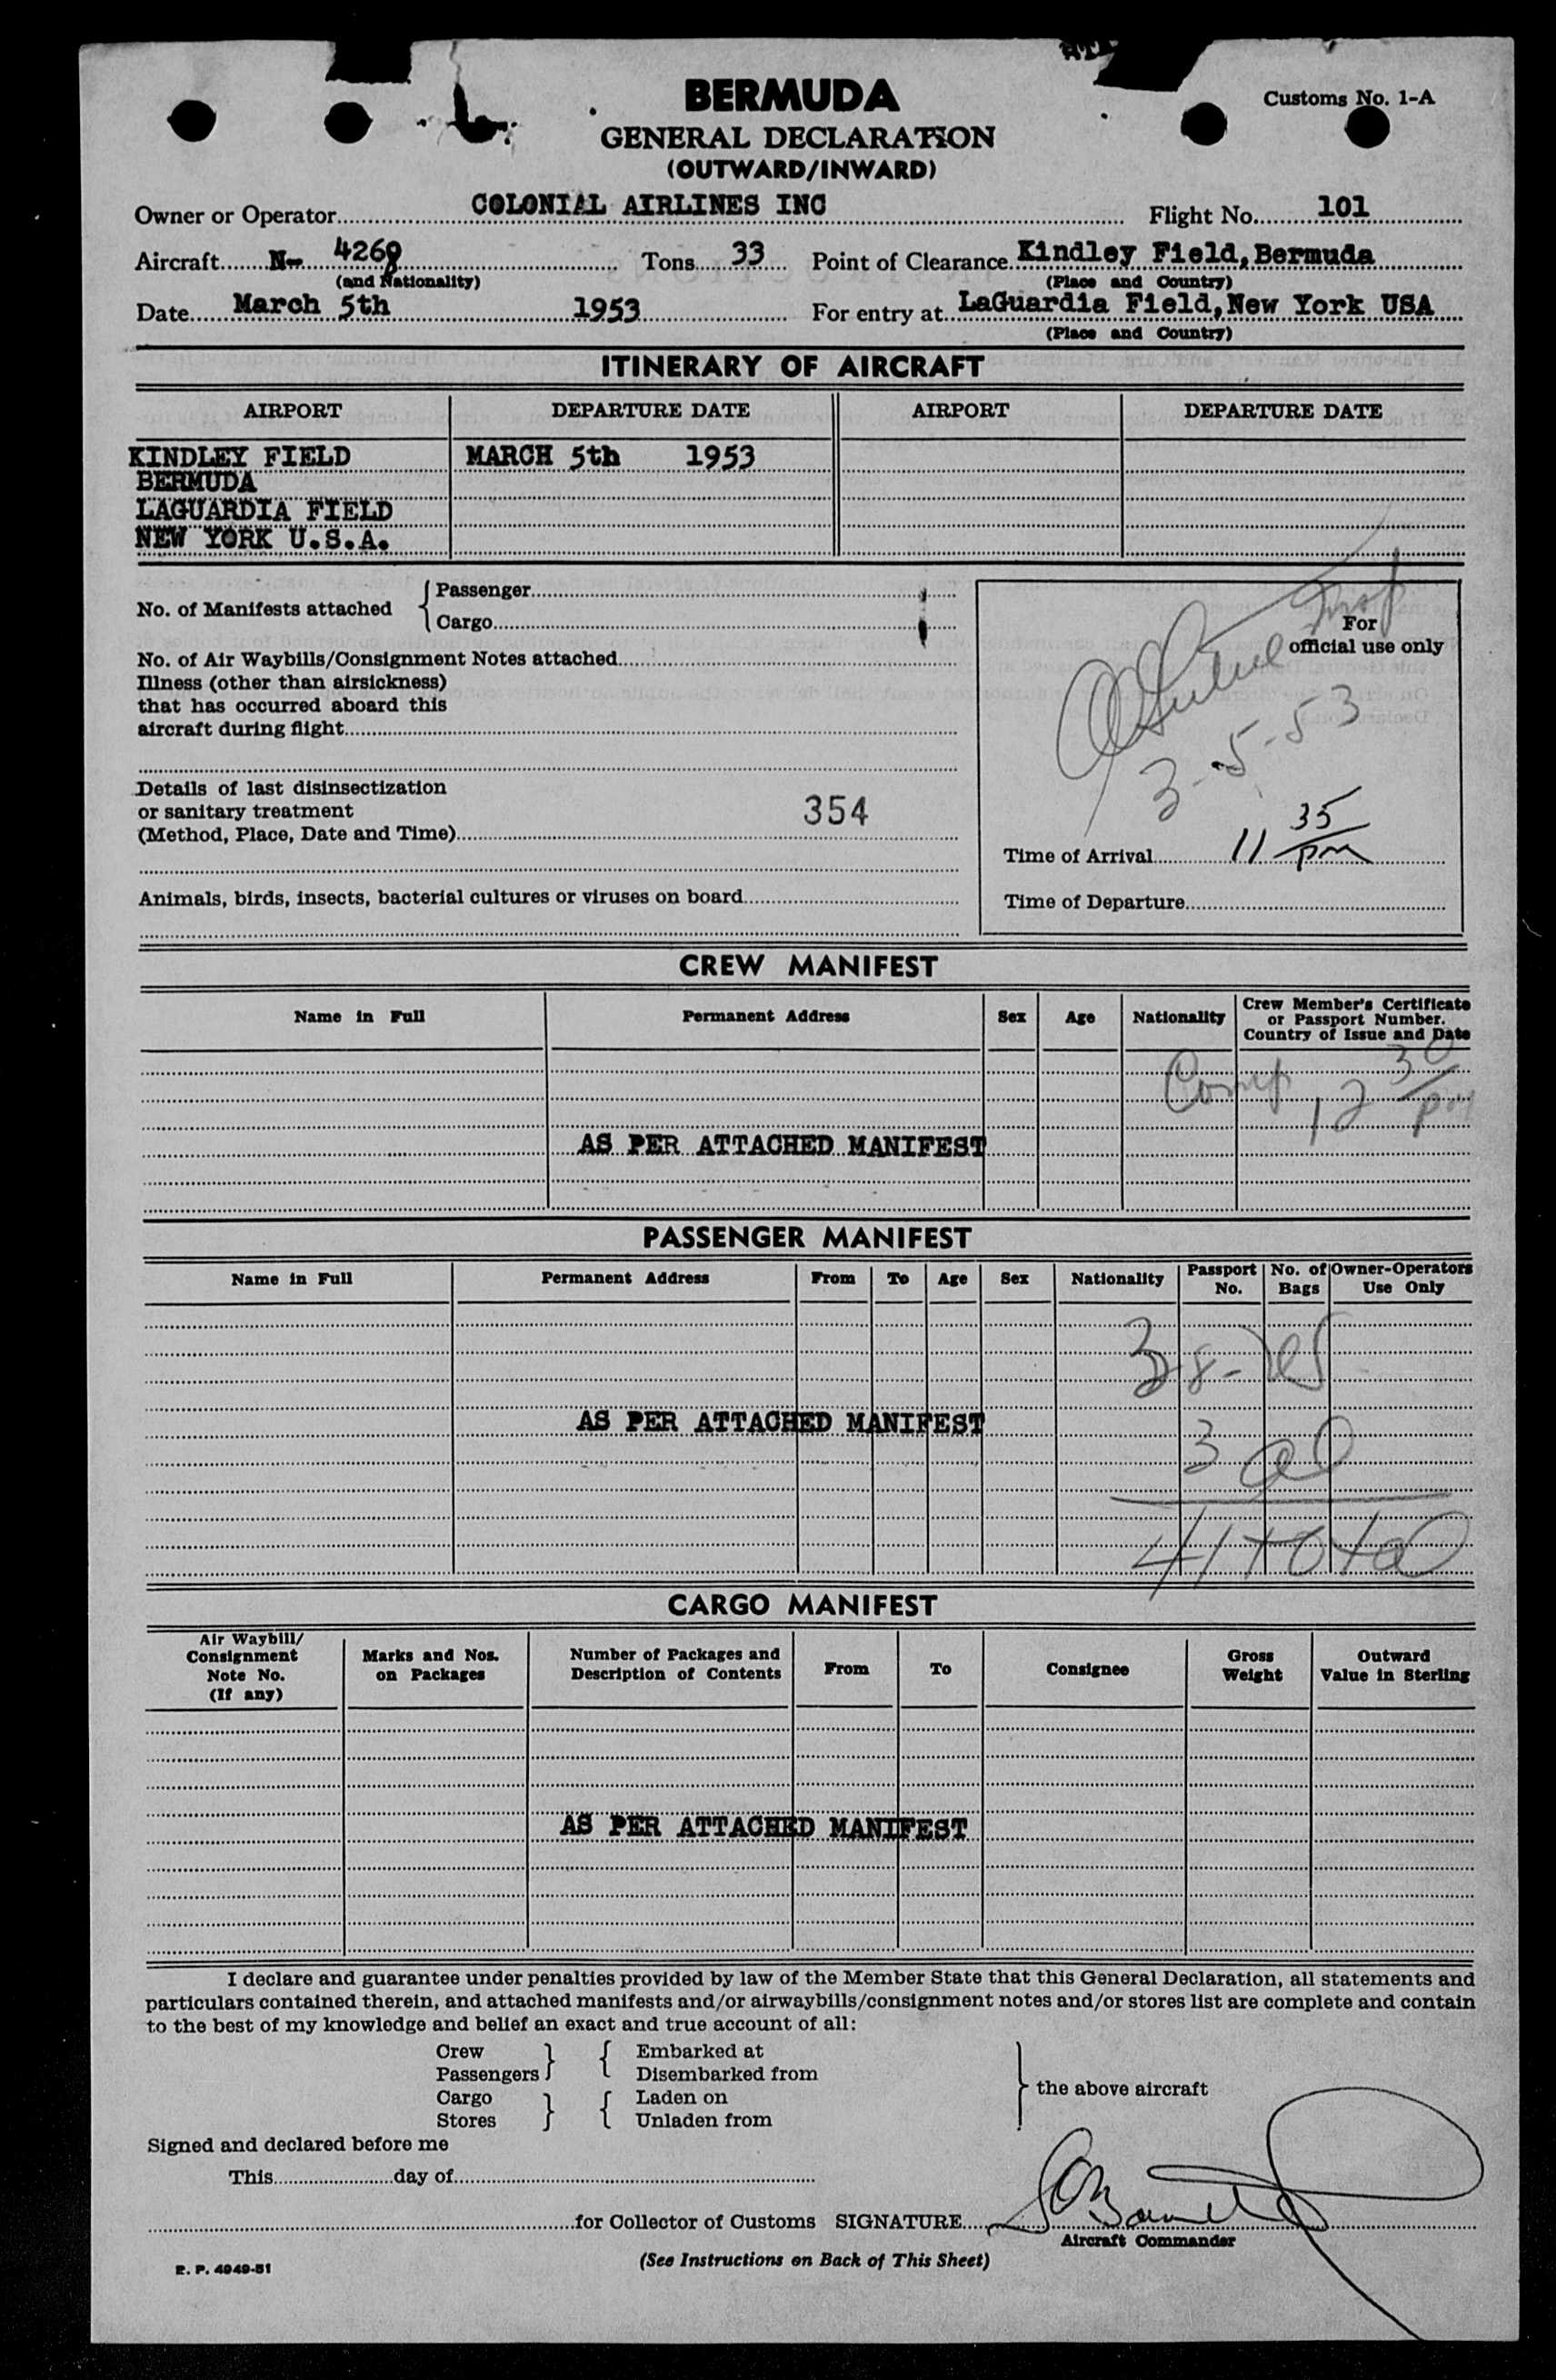 BERMUDA
Customs No. 1-A
GENERAL DECLARATION
(OUTWARD/INWARD)
Owner or Operator COLONIAL AIRLINES INC Flight No. 101
Aircraft N- 4269 Tons 33 Point of Clearance Kindley Field, Bermuda
(and Nationality) (Place and Country)
Date March 5th 1953 For entry at LaGuardia Field, New York USA
(Place and Country)
ITINERARY OF AIRCRAFT
AIRPORT DEPARTURE DATE AIRPORT DEPARTURE DATE
KINDLEY FIELD MARCH 5th 1953
BERMUDA
LAGUARDIA FIELD
NEW YORK U.S.A.
No. of Manifests attached { Passenger
Cargo
For
official use only
No. of Air Waybills/Consignment Notes attached
Illness (other than airsickness)
that has occurred aboard this
aircraft during flight
3-5-53
Details of last disinsectization
or sanitary treatment
(Method, Place, Date and Time) 354
Time of Arrival 11 35/pm
Animals, birds, insects, bacterial cultures or viruses on board
Time of Departure
CREW MANIFEST
Name in Full Permanent Address Sex Age Nationality Crew Member's Certificate or Passport Number. Country of Issue and Date
Comp 12 30/pm
AS PER ATTACHED MANIFEST
PASSENGER MANIFEST
Name in Full Permanent Address From To Age Sex Nationality Passport No. No. of Bags Owner-Operators Use Only
AS PER ATTACHED MANIFEST
3
41 total
CARGO MANIFEST
Air Waybill/ Consignment Note No. (If any) Marks and Nos. on Packages Number of Packages and Description of Contents From To Consignee Gross Weight Outward Value in Sterling
AS PER ATTACHED MANIFEST
I declare and guarantee under penalties provided by law of the Member State that this General Declaration, all statements and
particulars contained therein, and attached manifests and/or airwaybills/consignment notes and/or stores list are complete and contain
to the best of my knowledge and belief an exact and true account of all:
Crew } { Embarked at
Passengers } { Disembarked from
Cargo } { Laden on } the above aircraft
Stores } { Unladen from
Signed and declared before me
This day of
for Collector of Customs SIGNATURE
Aircraft Commander
(See Instructions on Back of This Sheet)
R. P. 4949-51